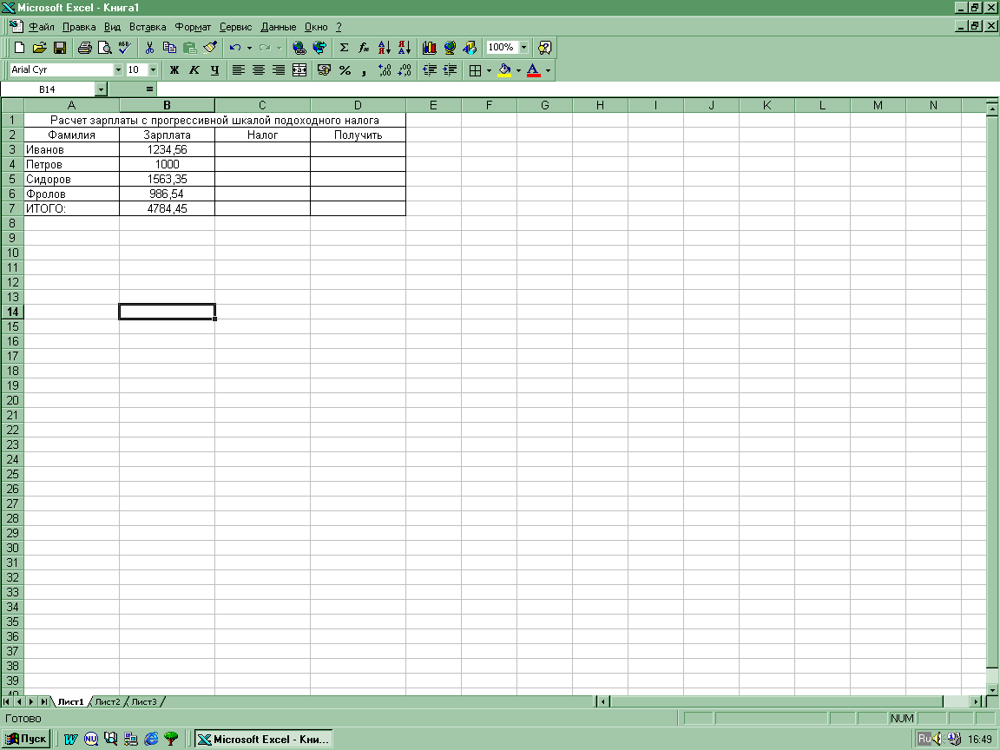 Microsoft Excel - Книга1
Файл Правка Вид Вставка Формат Сервис Данные Окно ?
100%
Arial Cyr 10 Ж К Ч
B14 =
A B C D E F G H I J K L M N
1 Расчет зарплаты с прогрессивной шкалой подоходного налога
2 Фамилия Зарплата Налог Получить
3 Иванов 1234,56
4 Петров 1000
5 Сидоров 1563,35
6 Фролов 986,54
7 ИТОГО: 4784,45
8
9
10
11
12
13
14
15
16
17
18
19
20
21
22
23
24
25
26
27
28
29
30
31
32
33
34
35
36
37
38
39
40
Лист1 Лист2 Лист3
Готово NUM
Пуск Microsoft Excel - Кни... Ru 16:49